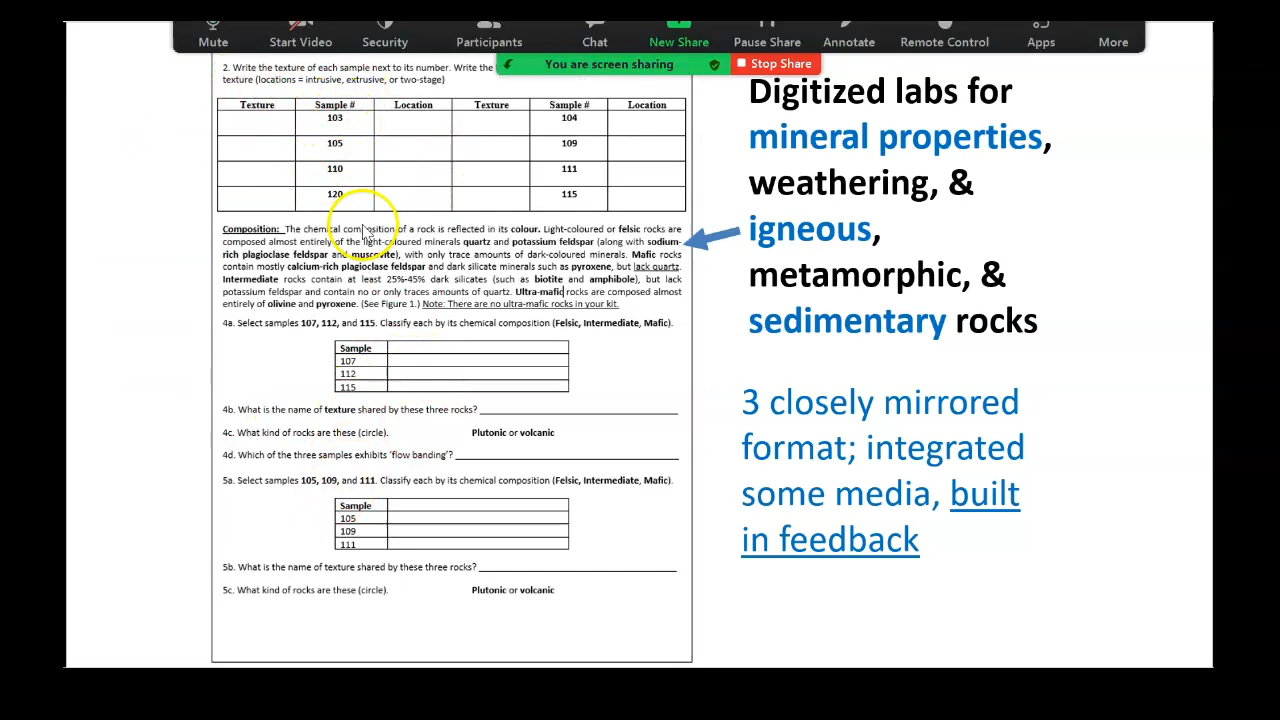 Mute Start Video Security Participants Chat New Share Pause Share Annotate Remote Control Apps More
You are screen sharing Stop Share
2. Write the texture of each sample next to its number. Write the
texture (locations = intrusive, extrusive, or two-stage)
Texture Sample # Location Texture Sample # Location
103 104
105 109
110 111
120 115
Composition: The chemical composition of a rock is reflected in its colour. Light-coloured or felsic rocks are
composed almost entirely of the light-coloured minerals quartz and potassium feldspar (along with sodium-
rich plagioclase feldspar and muscovite), with only trace amounts of dark-coloured minerals. Mafic rocks
contain mostly calcium-rich plagioclase feldspar and dark silicate minerals such as pyroxene, but lack quartz.
Intermediate rocks contain at least 25%-45% dark silicates (such as biotite and amphibole), but lack
potassium feldspar and contain no or only traces amounts of quartz. Ultra-mafic rocks are composed almost
entirely of olivine and pyroxene. (See Figure 1.) Note: There are no ultra-mafic rocks in your kit.
4a. Select samples 107, 112, and 115. Classify each by its chemical composition (Felsic, Intermediate, Mafic).
Sample
107
112
115
4b. What is the name of texture shared by these three rocks?
4c. What kind of rocks are these (circle). Plutonic or volcanic
4d. Which of the three samples exhibits 'flow banding'?
5a. Select samples 105, 109, and 111. Classify each by its chemical composition (Felsic, Intermediate, Mafic).
Sample
105
109
111
5b. What is the name of texture shared by these three rocks?
5c. What kind of rocks are these (circle). Plutonic or volcanic
Digitized labs for
mineral properties,
weathering, &
igneous,
metamorphic, &
sedimentary rocks
3 closely mirrored
format; integrated
some media, built
in feedback